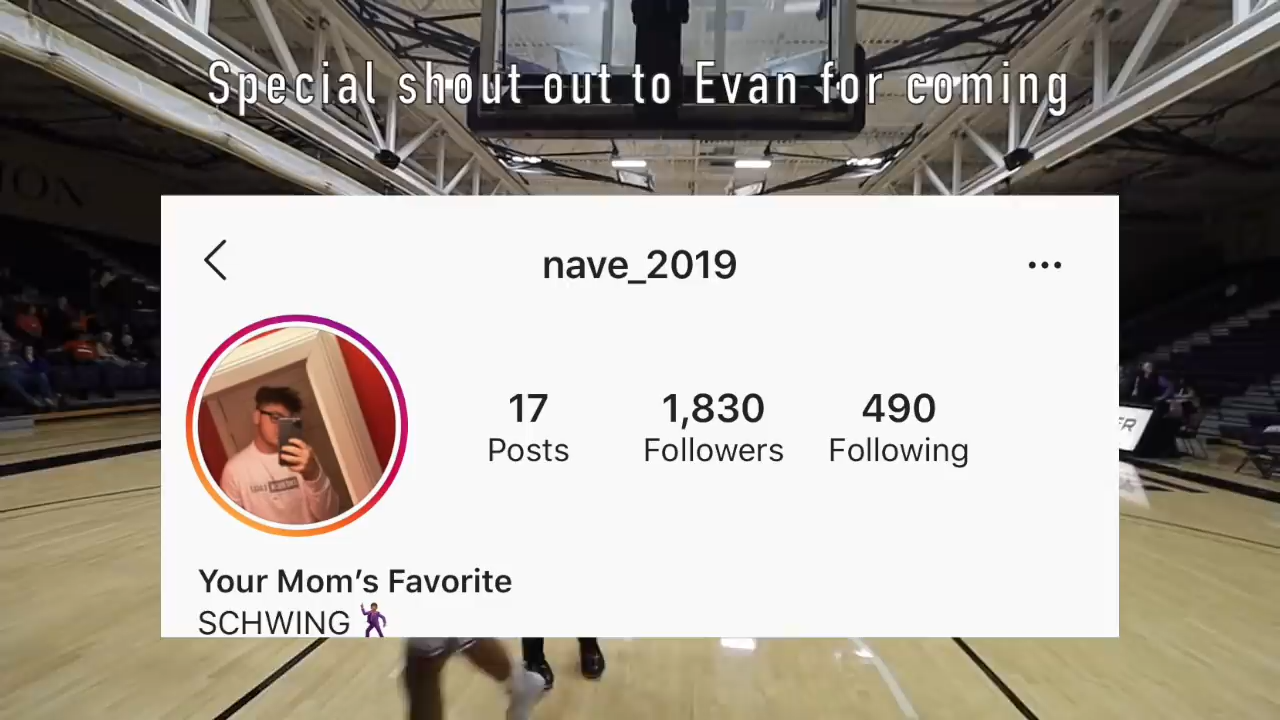 Special shout out to Evan for coming
nave_2019
17
Posts
1,830
Followers
490
Following
Your Mom's Favorite
SCHWING